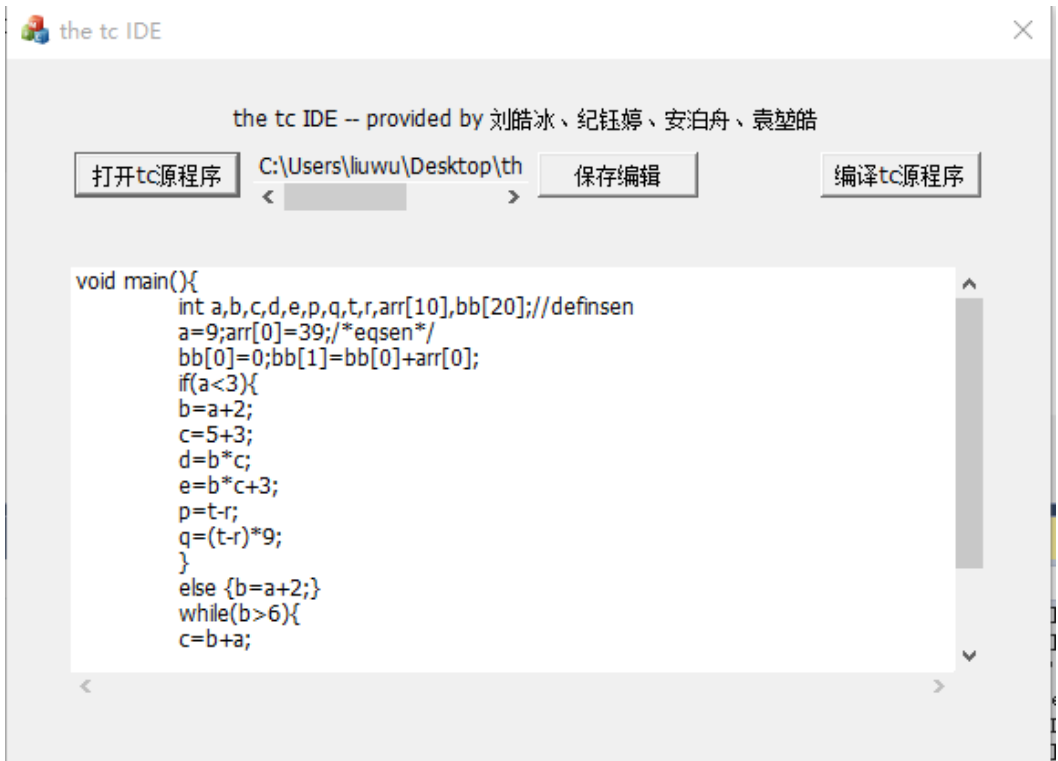 the tc IDE
the tc IDE -- provided by 刘皓冰、纪钰婷、安泊舟、袁堃皓
打开tc源程序 C:\Users\liuwu\Desktop\th 保存编辑 编译tc源程序
void main(){
int a,b,c,d,e,p,q,t,r,arr[10],bb[20];//definsen
a=9;arr[0]=39;/*eqsen*/
bb[0]=0;bb[1]=bb[0]+arr[0];
if(a<3){
b=a+2;
c=5+3;
d=b*c;
e=b*c+3;
p=t-r;
q=(t-r)*9;
}
else {b=a+2;}
while(b>6){
c=b+a;